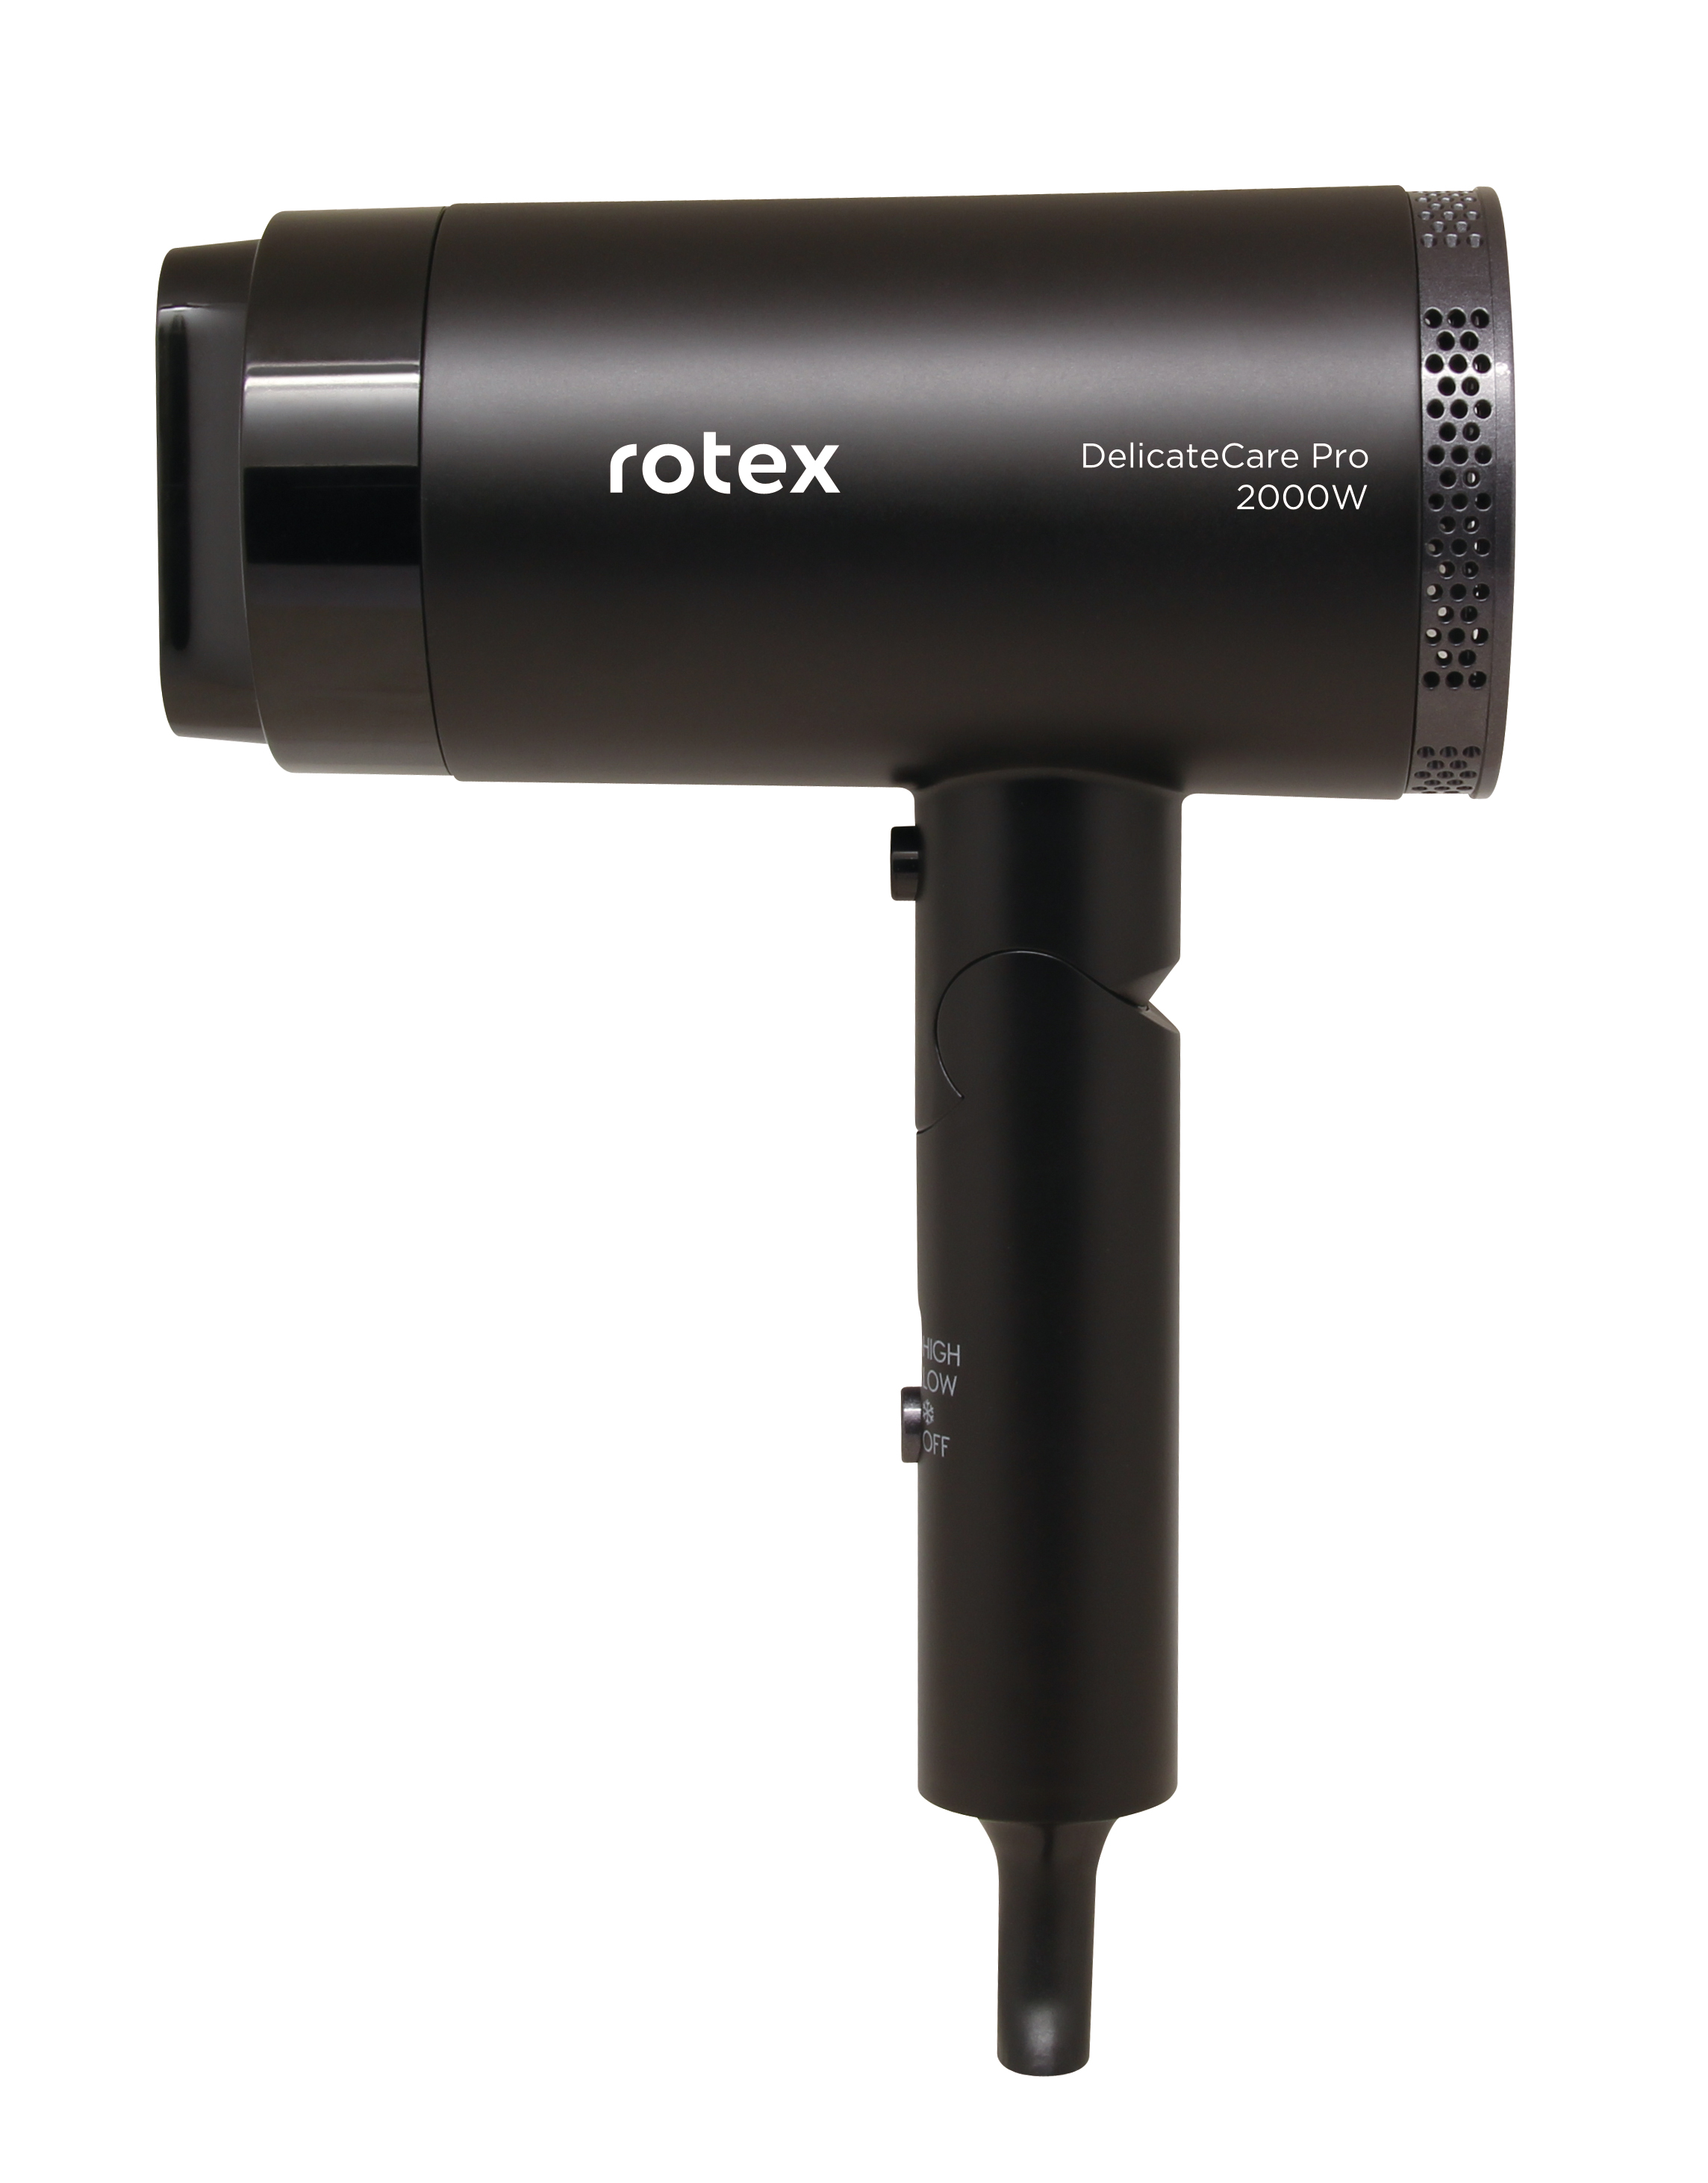 rotex
DelicateCare Pro
2000W
HIGH
LOW
OFF